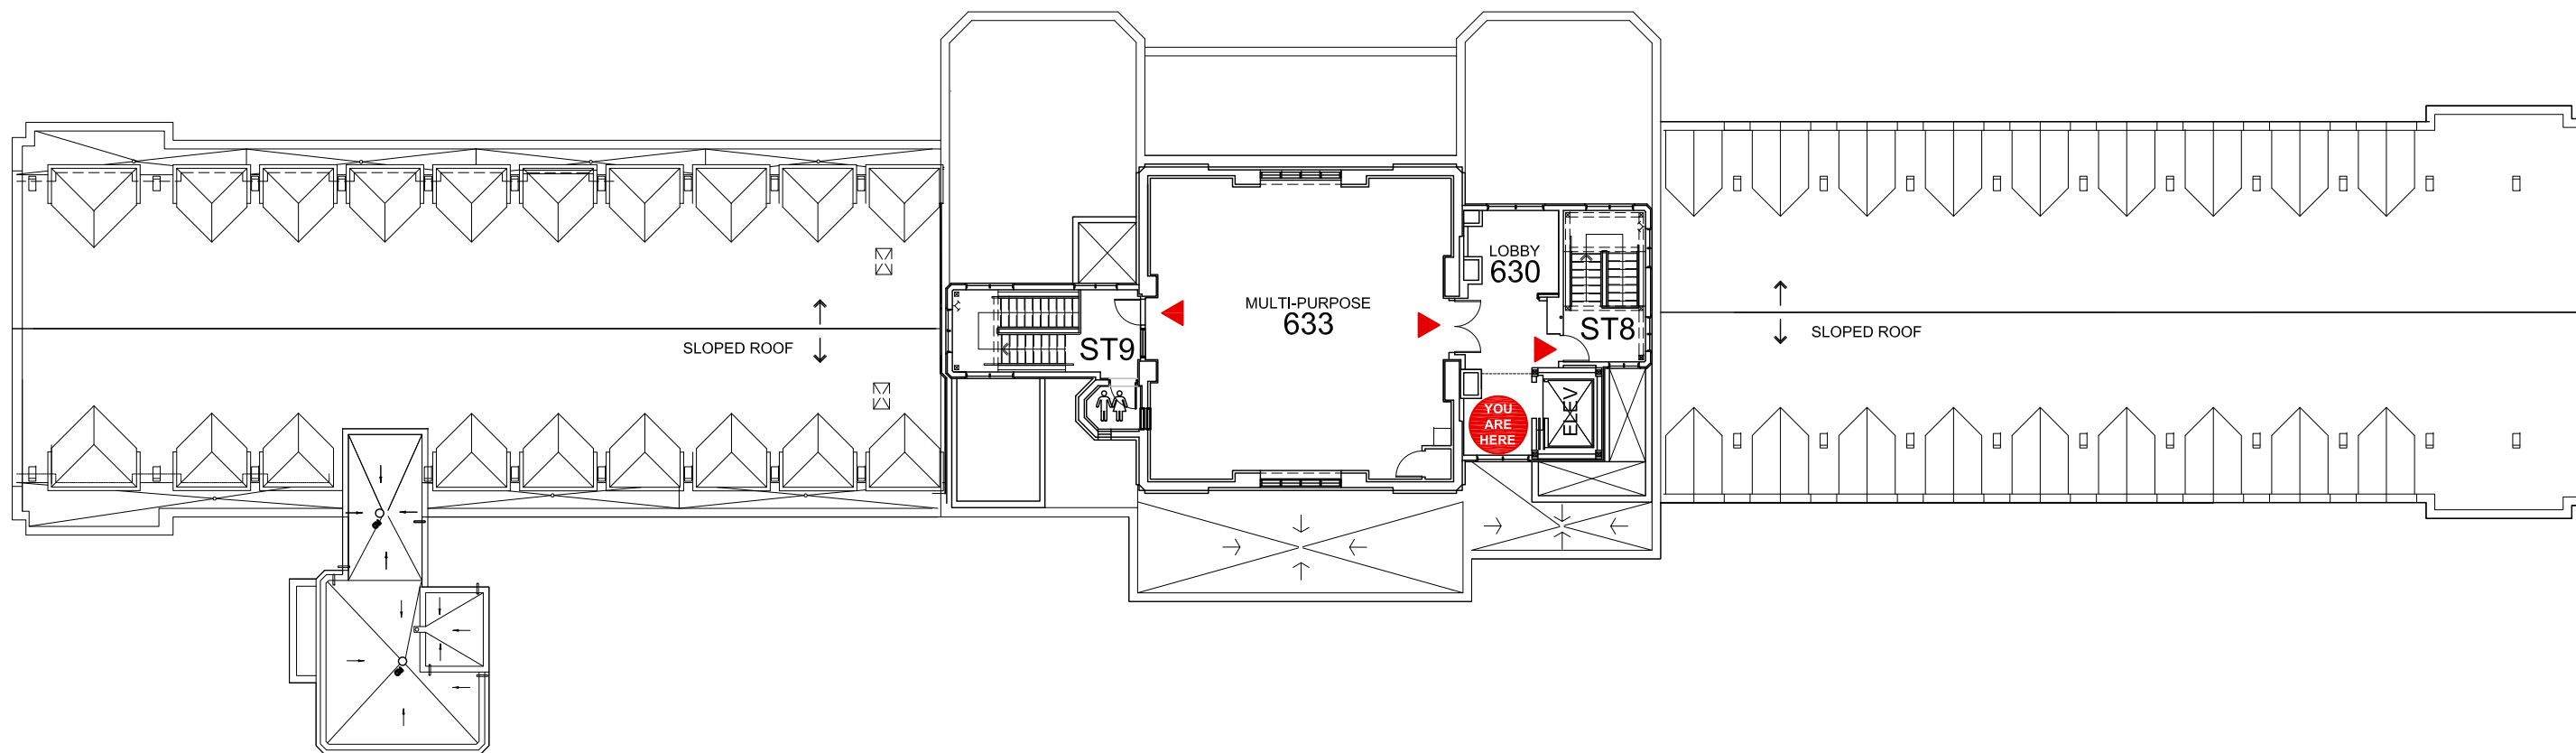 LOBBY
630
MULTI-PURPOSE
633
ST8
SLOPED ROOF
SLOPED ROOF
ST9
YOU
ARE
HERE
ELEV